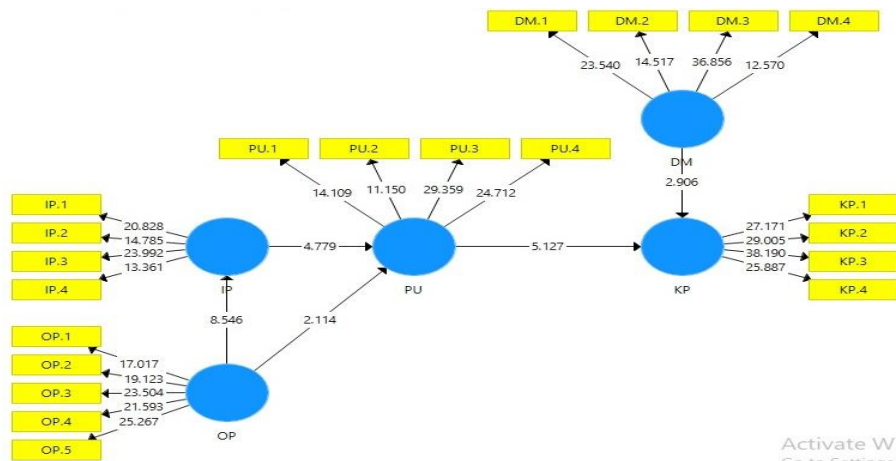 DM.1
DM.2
DM.3
DM.4
23.540
14.517
36.856
12.570
DM
2.906
PU.1
PU.2
PU.3
PU.4
14.109
11.150
29.359
24.712
PU
IP.1
IP.2
IP.3
IP.4
20.828
14.785
23.992
13.361
IP
4.779
5.127
KP.1
KP.2
KP.3
KP.4
27.171
29.005
38.190
25.887
KP
8.546
2.114
OP.1
OP.2
OP.3
OP.4
OP.5
17.017
19.123
23.504
21.593
25.267
OP
Activate W